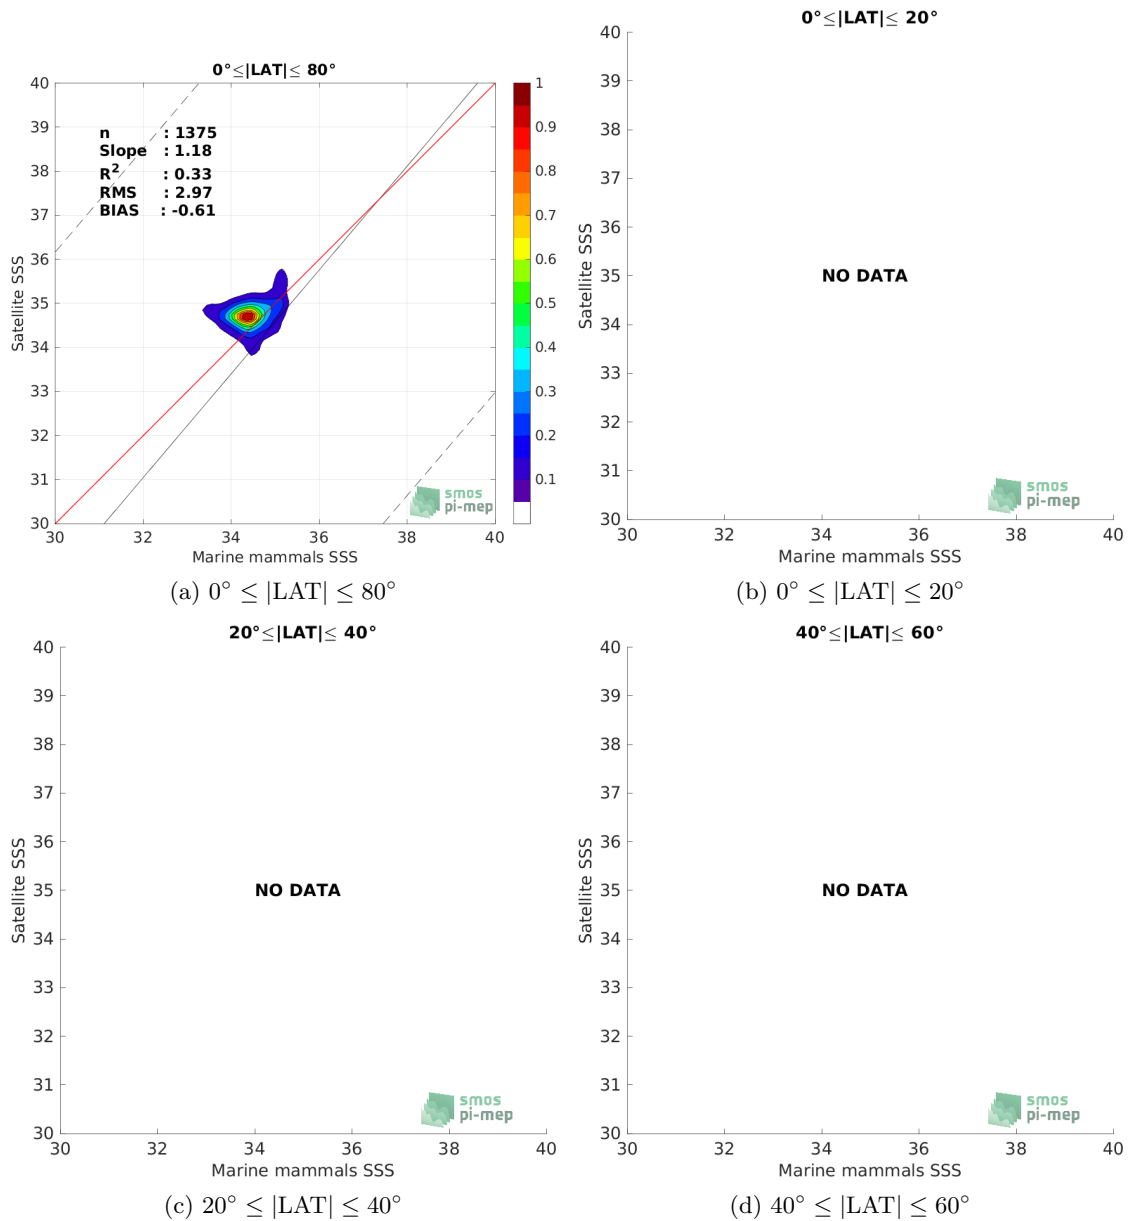 0°≤|LAT|≤ 80°
40
39
38
37
36
35
34
33
32
31
30
Satellite SSS
n : 1375
Slope : 1.18
R² : 0.33
RMS : 2.97
BIAS : -0.61
smos
pi-mep
30 32 34 36 38 40
Marine mammals SSS
1
0.9
0.8
0.7
0.6
0.5
0.4
0.3
0.2
0.1
(a) 0° ≤ |LAT| ≤ 80°
0°≤|LAT|≤ 20°
40
39
38
37
36
35
34
33
32
31
30
Satellite SSS
NO DATA
smos
pi-mep
30 32 34 36 38 40
Marine mammals SSS
(b) 0° ≤ |LAT| ≤ 20°
20°≤|LAT|≤ 40°
40
39
38
37
36
35
34
33
32
31
30
Satellite SSS
NO DATA
smos
pi-mep
30 32 34 36 38 40
Marine mammals SSS
(c) 20° ≤ |LAT| ≤ 40°
40°≤|LAT|≤ 60°
40
39
38
37
36
35
34
33
32
31
30
Satellite SSS
NO DATA
smos
pi-mep
30 32 34 36 38 40
Marine mammals SSS
(d) 40° ≤ |LAT| ≤ 60°